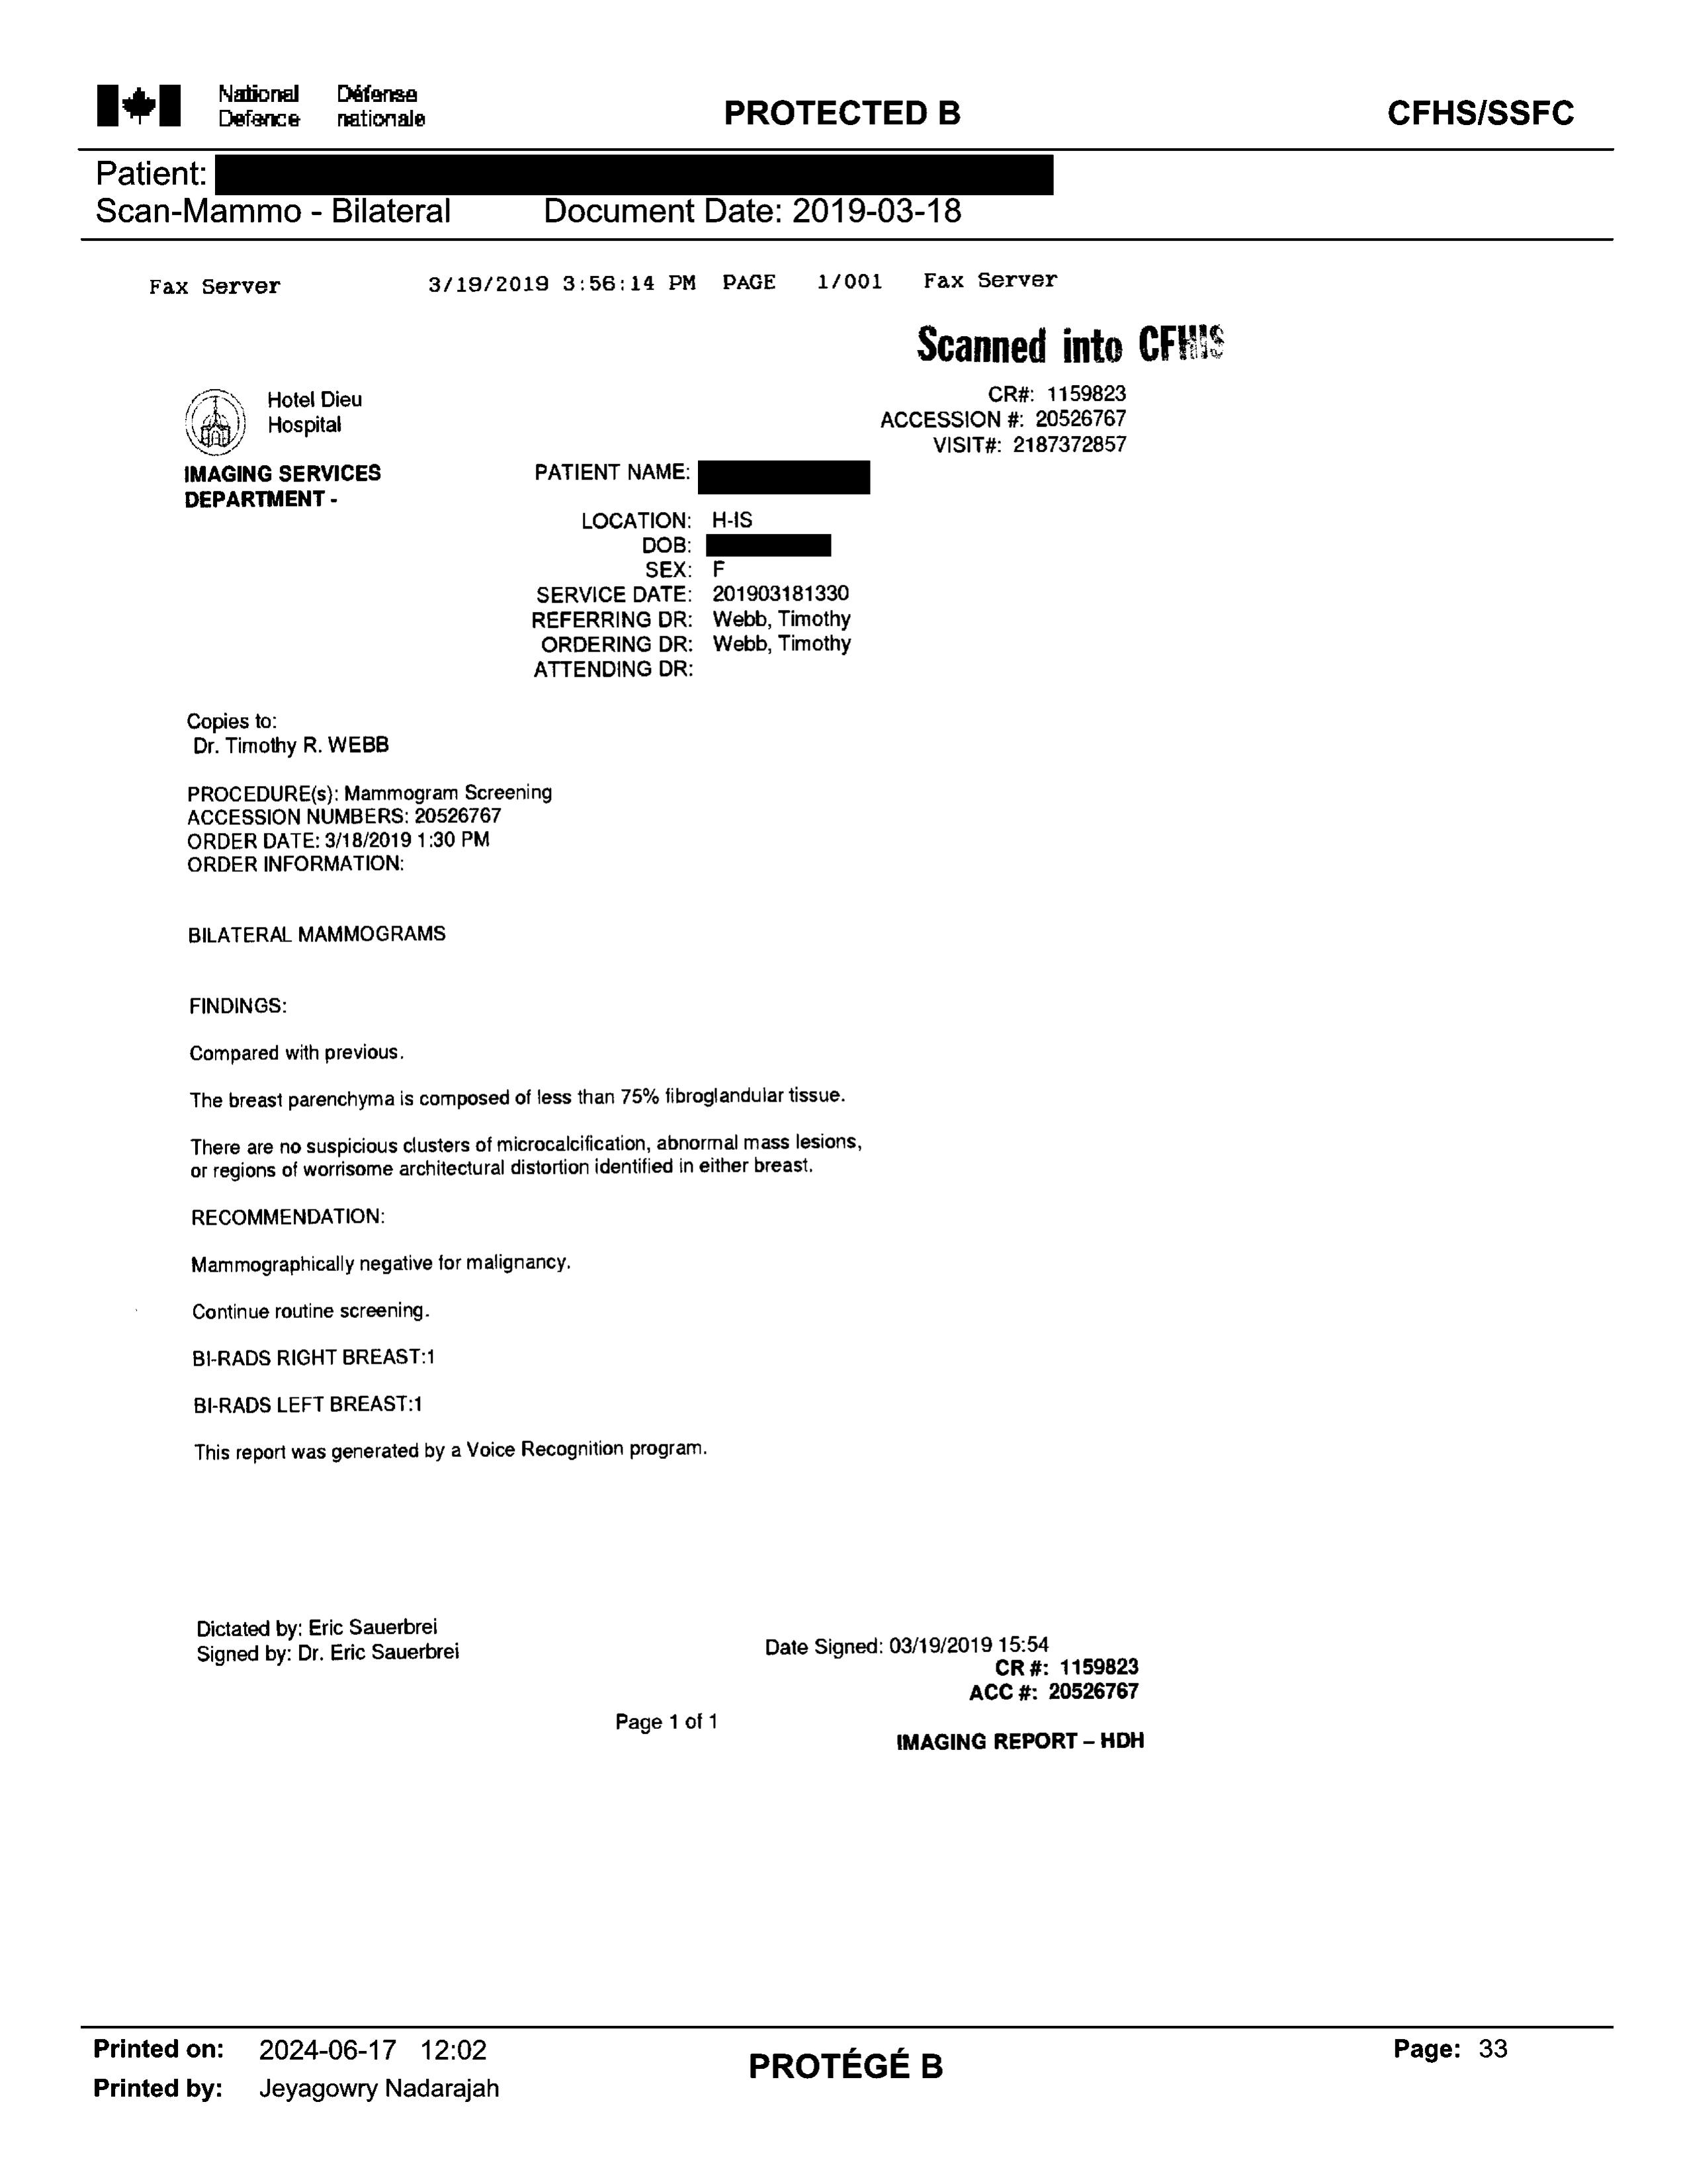 National Défense
Defence nationale
PROTECTED B
CFHS/SSFC
Patient:
Scan-Mammo - Bilateral Document Date: 2019-03-18
Fax Server 3/19/2019 3:56:14 PM PAGE 1/001 Fax Server
Scanned into CFHIS
Hotel Dieu
Hospital
CR#: 1159823
ACCESSION #: 20526767
VISIT#: 2187372857
IMAGING SERVICES
DEPARTMENT -
PATIENT NAME:
LOCATION: H-IS
DOB:
SEX: F
SERVICE DATE: 201903181330
REFERRING DR: Webb, Timothy
ORDERING DR: Webb, Timothy
ATTENDING DR:
Copies to:
Dr. Timothy R. WEBB
PROCEDURE(s): Mammogram Screening
ACCESSION NUMBERS: 20526767
ORDER DATE: 3/18/2019 1:30 PM
ORDER INFORMATION:
BILATERAL MAMMOGRAMS
FINDINGS:
Compared with previous.
The breast parenchyma is composed of less than 75% fibroglandular tissue.
There are no suspicious clusters of microcalcification, abnormal mass lesions,
or regions of worrisome architectural distortion identified in either breast.
RECOMMENDATION:
Mammographically negative for malignancy.
Continue routine screening.
BI-RADS RIGHT BREAST:1
BI-RADS LEFT BREAST:1
This report was generated by a Voice Recognition program.
Dictated by: Eric Sauerbrei
Signed by: Dr. Eric Sauerbrei
Date Signed: 03/19/2019 15:54
CR #: 1159823
ACC #: 20526767
Page 1 of 1
IMAGING REPORT – HDH
Printed on: 2024-06-17 12:02
Printed by: Jeyagowry Nadarajah
PROTÉGÉ B
Page: 33